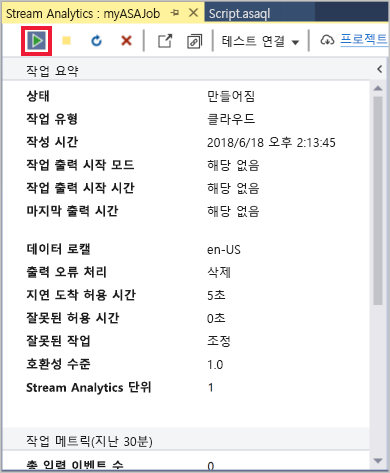 Stream Analytics : myASAJob Script.asaql
테스트 연결 프로젝트
작업 요약
상태 만들어짐
작업 유형 클라우드
작성 시간 2018/6/18 오후 2:13:45
작업 출력 시작 모드 해당 없음
작업 출력 시작 시간 해당 없음
마지막 출력 시간 해당 없음
데이터 로캘 en-US
출력 오류 처리 삭제
지연 도착 허용 시간 5초
잘못된 허용 시간 0초
잘못된 작업 조정
호환성 수준 1.0
Stream Analytics 단위 1
작업 메트릭(지난 30분)
총 입력 이벤트 수 0